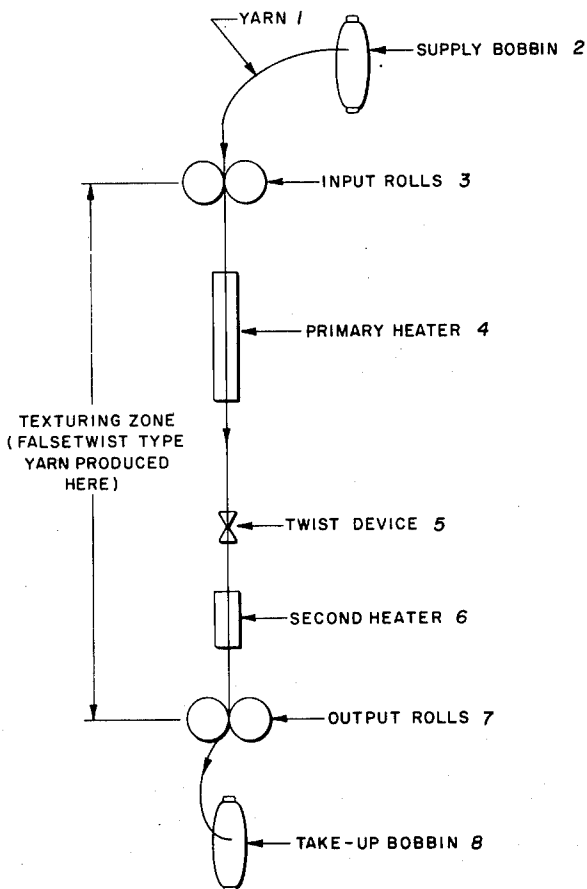 YARN 1
SUPPLY BOBBIN 2
INPUT ROLLS 3
PRIMARY HEATER 4
TEXTURING ZONE
(FALSETWIST TYPE
YARN PRODUCED
HERE)
TWIST DEVICE 5
SECOND HEATER 6
OUTPUT ROLLS 7
TAKE-UP BOBBIN 8